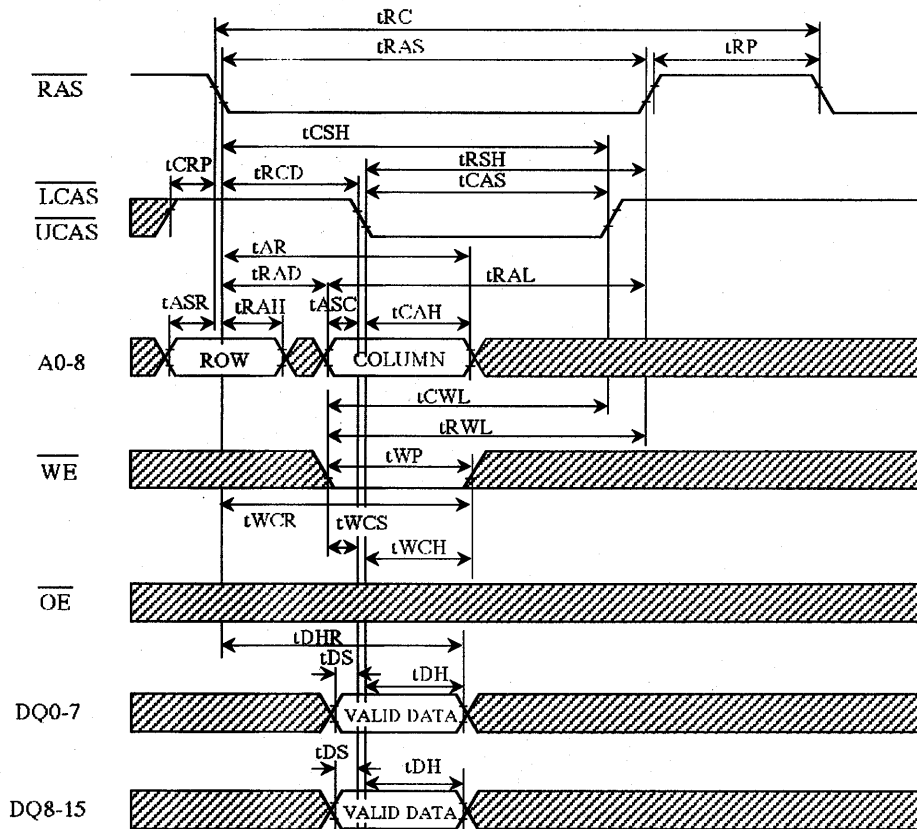 tRC
tRAS
tRP
RAS
tCSH
tCRP
tRCD
tRSH
tCAS
LCAS
UCAS
tAR
tRAD
tRAL
tASR
tRAH
tASC
tCAH
A0-8
ROW
COLUMN
tCWL
tRWL
WE
tWP
tWCR
tWCS
tWCH
OE
tDHR
tDS
tDH
DQ0-7
VALID DATA
tDS
tDH
DQ8-15
VALID DATA